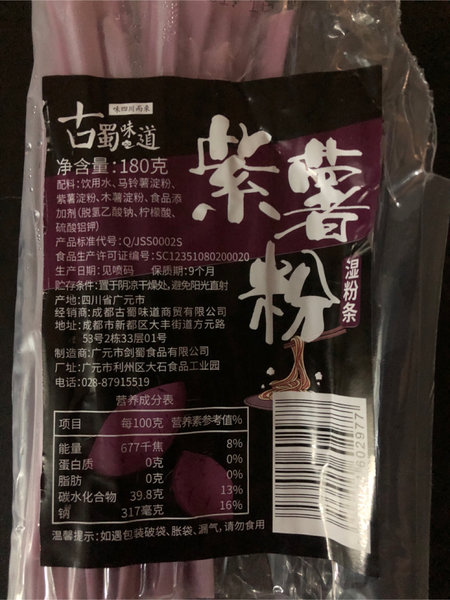 味四川而来
古蜀味道
紫薯粉
湿粉条
净含量:180克
配料:饮用水、马铃薯淀粉、
紫薯淀粉、木薯淀粉、食品添
加剂(脱氢乙酸钠、柠檬酸、
硫酸铝钾)
产品标准代号:Q/JSS0002S
食品生产许可证编号:SC12351080200020
生产日期:见喷码 保质期:9个月
贮存条件:置于阴凉干燥处,避免阳光直射
产地:四川省广元市
经销商:成都古蜀味道商贸有限公司
地址:成都市新都区大丰街道方元路
53号2栋33层01号
制造商:广元市剑蜀食品有限公司
厂址:广元市利州区大石食品工业园
电话:028-87915519
营养成分表
项目 每100克 营养素参考值%
能量 677千焦 8%
蛋白质 0克 0%
脂肪 0克 0%
碳水化合物 39.8克 13%
钠 317毫克 16%
温馨提示:如遇包装破袋、胀袋、漏气,请勿食用